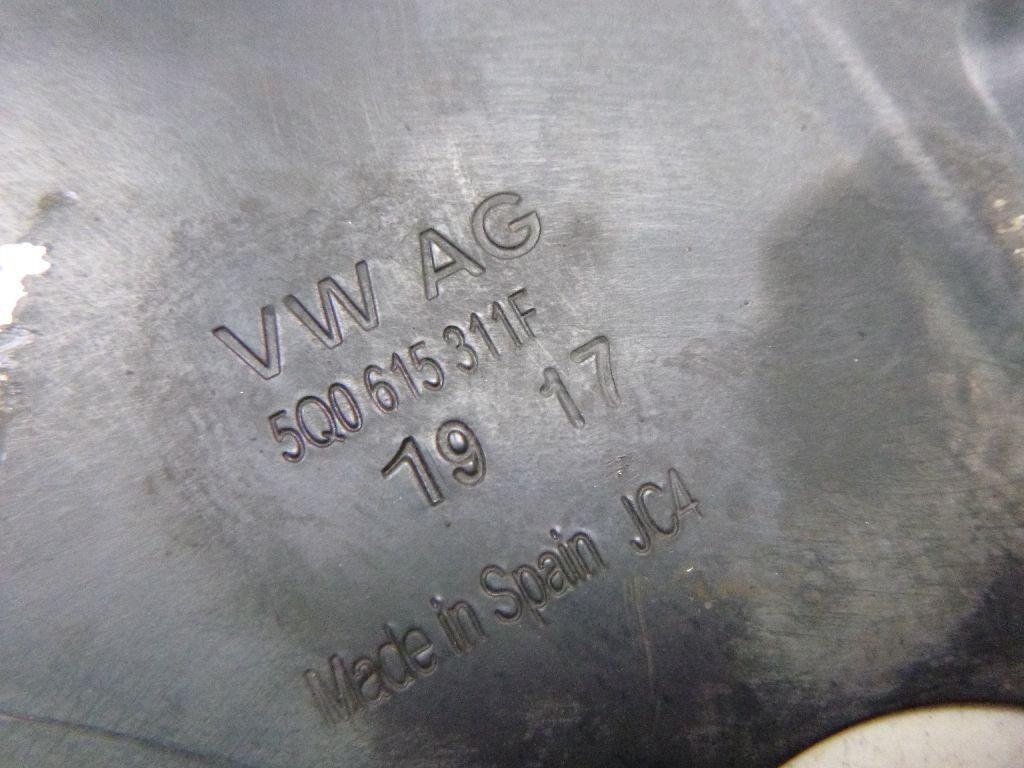 VW AG
5Q0 615 311F
19 17
Made in Spain JC4